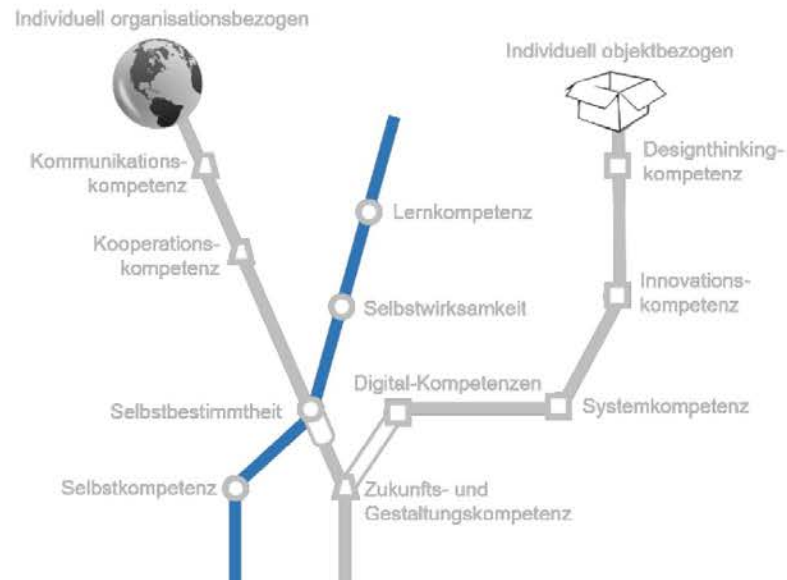 Individuell organisationsbezogen
Individuell objektbezogen
Kommunikations-
kompetenz
Designthinking-
kompetenz
Lernkompetenz
Kooperations-
kompetenz
Innovations-
kompetenz
Selbstwirksamkeit
Digital-Kompetenzen
Selbstbestimmtheit
Systemkompetenz
Selbstkompetenz
Zukunfts- und
Gestaltungskompetenz